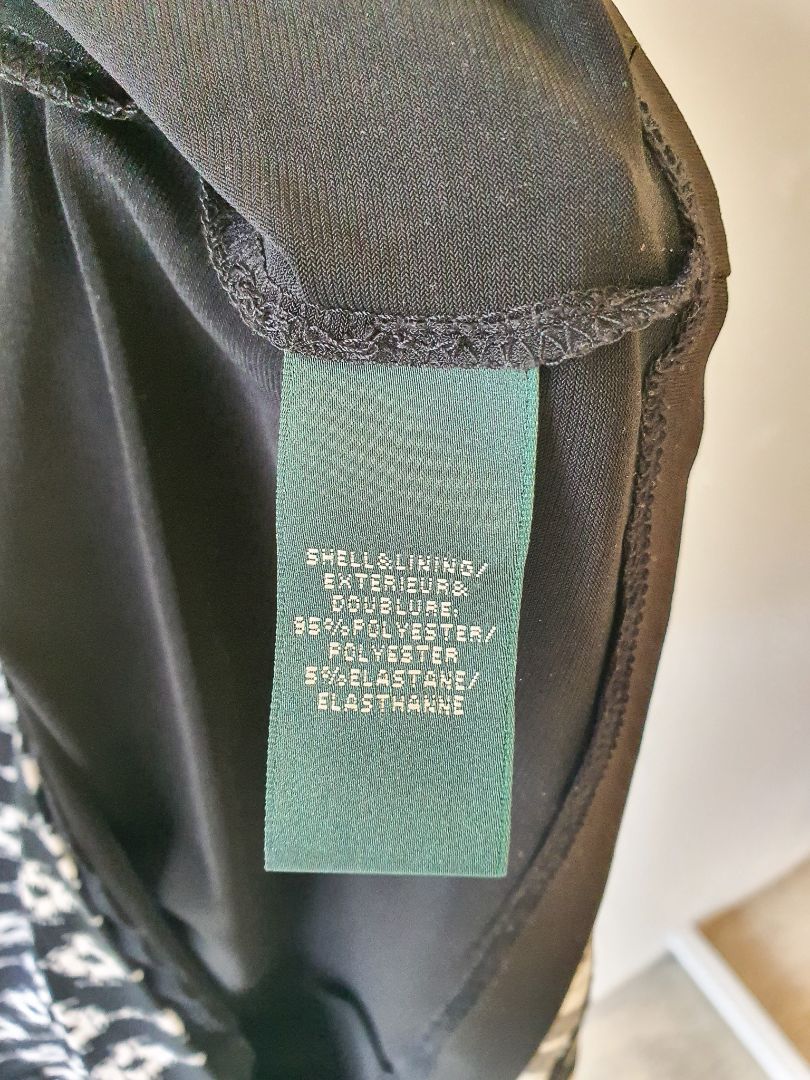 SHELL&LINING/
EXTERIEUR&
DOUBLURE.
95%POLYESTER/
POLYESTER
5%ELASTANE/
ELASTHANNE